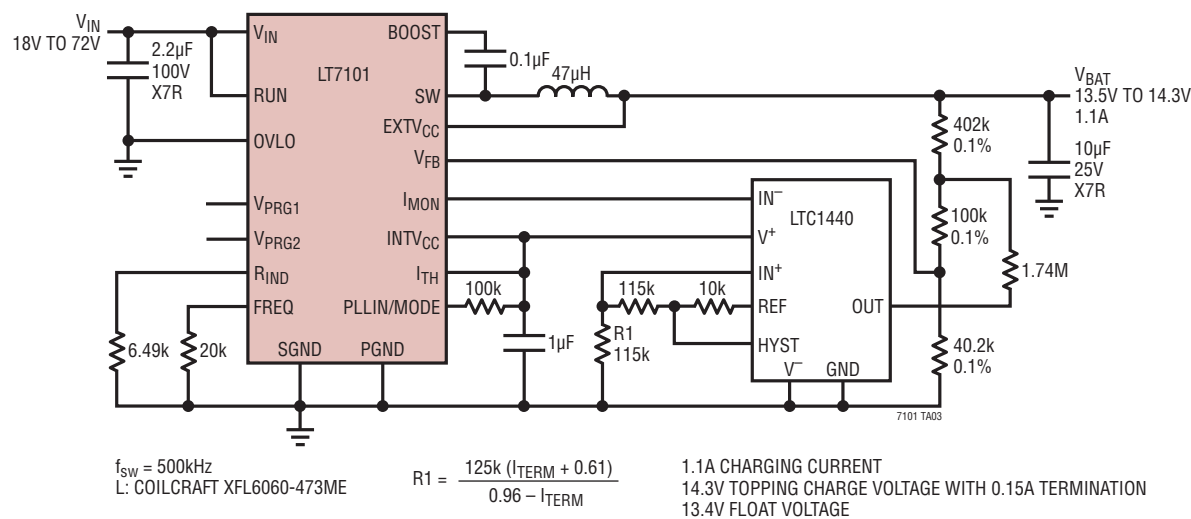 V_IN
18V TO 72V
2.2µF
100V
X7R
V_IN
RUN
OVLO
V_PRG1
V_PRG2
R_IND
FREQ
LT7101
BOOST
SW
EXTV_CC
V_FB
I_MON
INTV_CC
I_TH
PLLIN/MODE
SGND
PGND
6.49k
20k
0.1µF
47µH
100k
1µF
115k
10k
R1
115k
IN⁻
LTC1440
V⁺
IN⁺
REF
OUT
HYST
V⁻
GND
402k
0.1%
100k
0.1%
1.74M
40.2k
0.1%
V_BAT
13.5V TO 14.3V
1.1A
10µF
25V
X7R
7101 TA03
f_SW = 500kHz
L: COILCRAFT XFL6060-473ME
R1 = 125k (I_TERM + 0.61)
0.96 – I_TERM
1.1A CHARGING CURRENT
14.3V TOPPING CHARGE VOLTAGE WITH 0.15A TERMINATION
13.4V FLOAT VOLTAGE